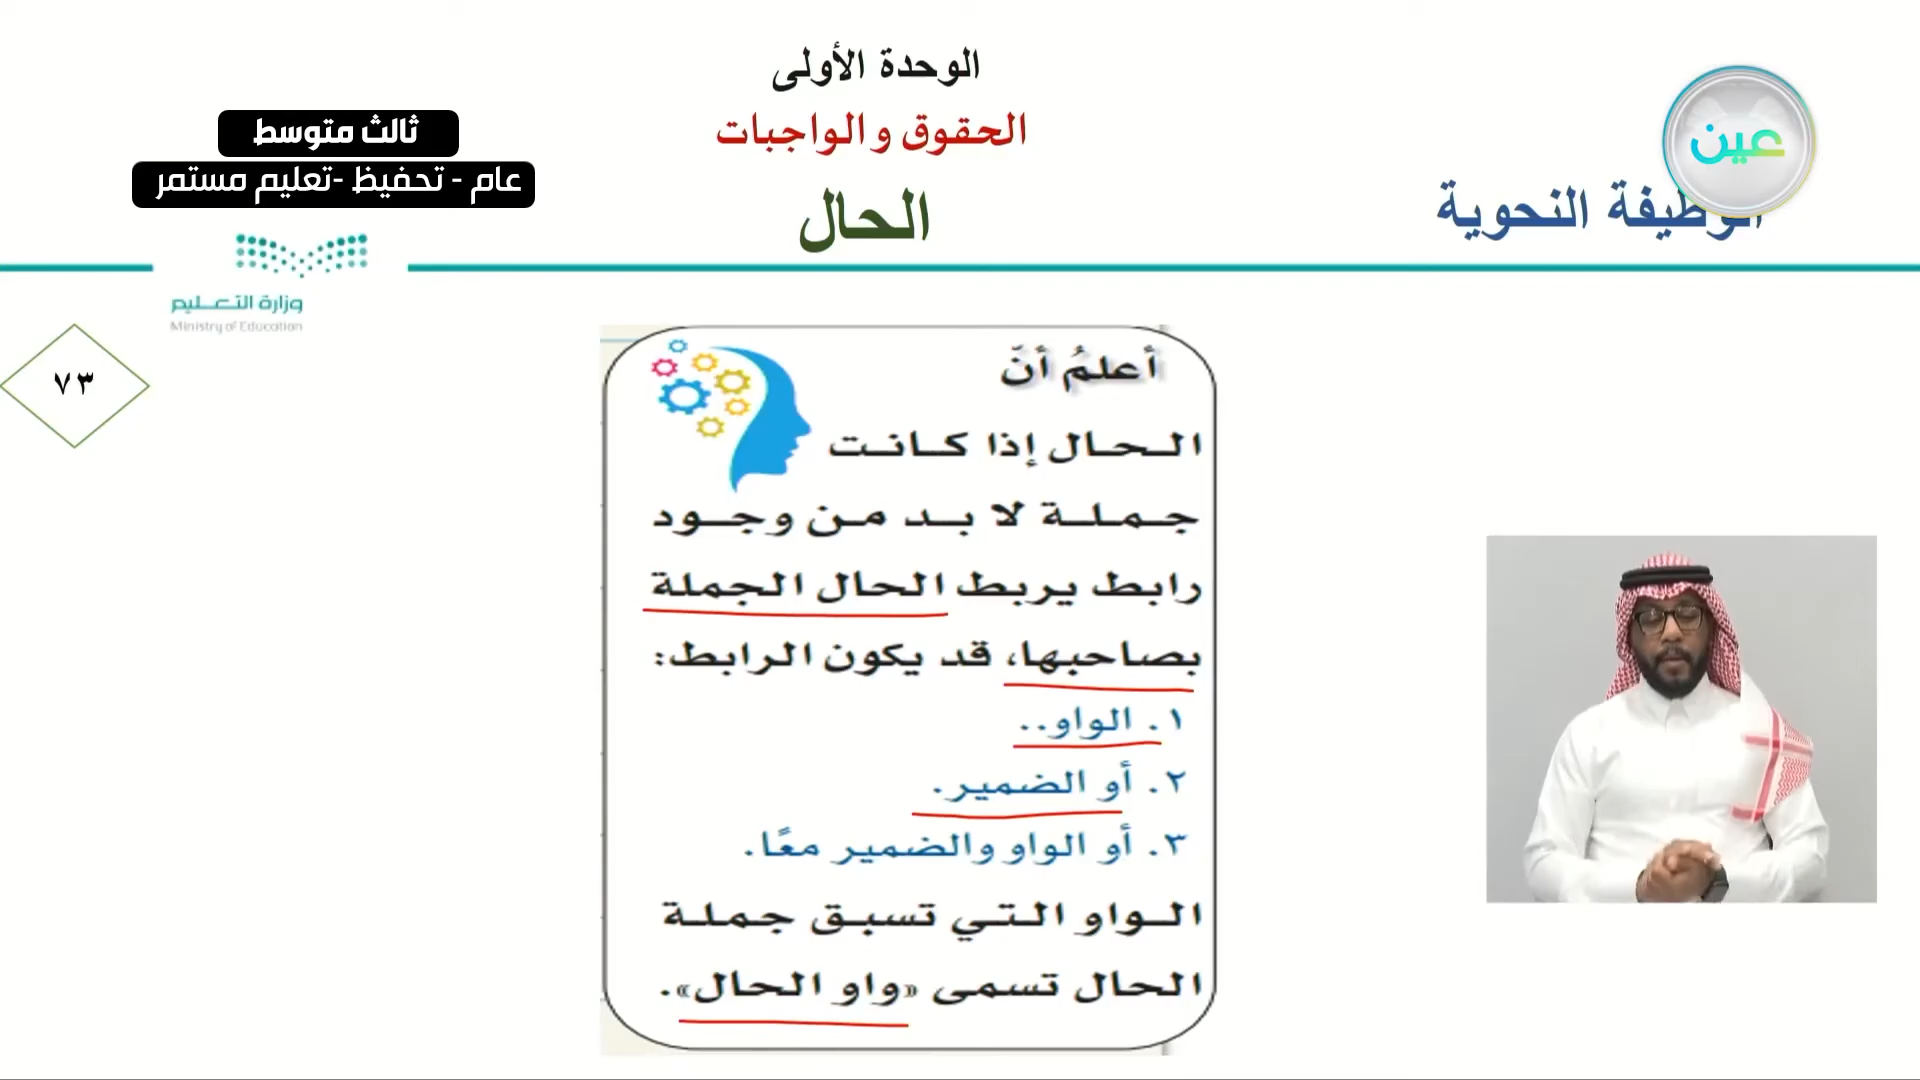 الوحدة الأولى
الحقوق والواجبات
الحال
عين
النحوية
ثالث متوسط
عام - تحفيظ -تعليم مستمر
وزارة التعليم
Ministry of Education
٧٣
أعلمُ أنّ
الحال إذا كانت
جملة لا بد من وجود
رابط يربط الحال الجملة
بصاحبها، قد يكون الرابط:
١. الواو..
٢. أو الضمير.
٣. أو الواو والضمير معًا.
الواو التي تسبق جملة
الحال تسمى «واو الحال».